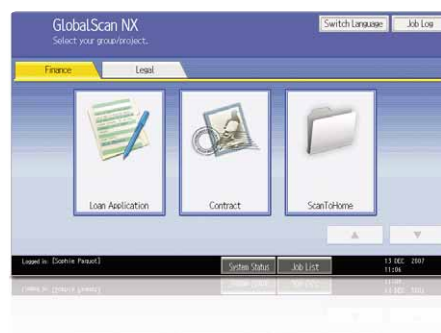 GlobalScan NX
Switch Language Job Log
Select your group/project.
Finance Legal
Loan Application Contract ScanToHome
Logged in: [Sophie Paquot]
System Status Job List
13 DEC 2007
11:06